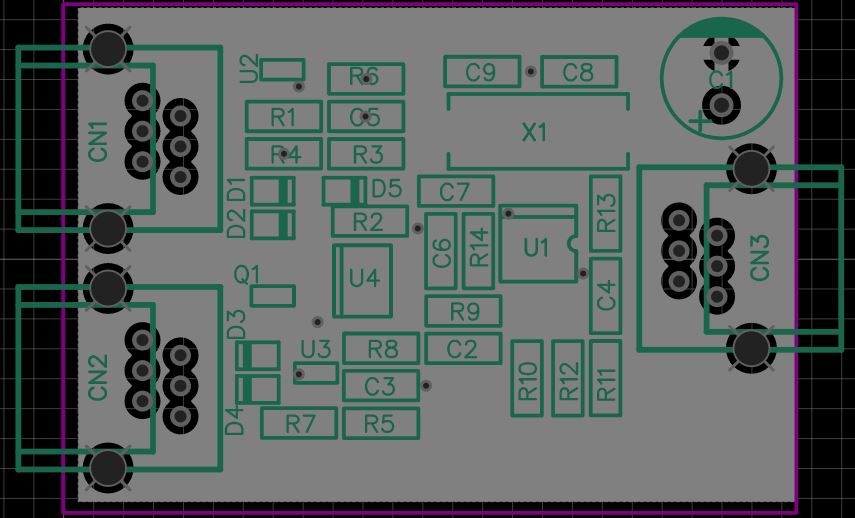 U2
R6
C9
C8
C1
+
CN1
R1
C5
X1
R4
R3
D1
D5
C7
R13
D2
R2
C6
R14
U1
CN3
Q1
U4
C4
R9
D3
U3
R8
C2
CN2
C3
R10
R12
R11
D4
R7
R5